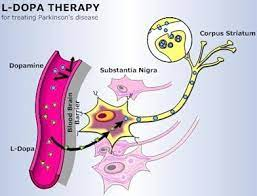 L-DOPA THERAPY
for treating Parkinson's disease
Corpus Striatum
Dopamine
Substantia Nigra
Blood Brain
Barrier
L-Dopa